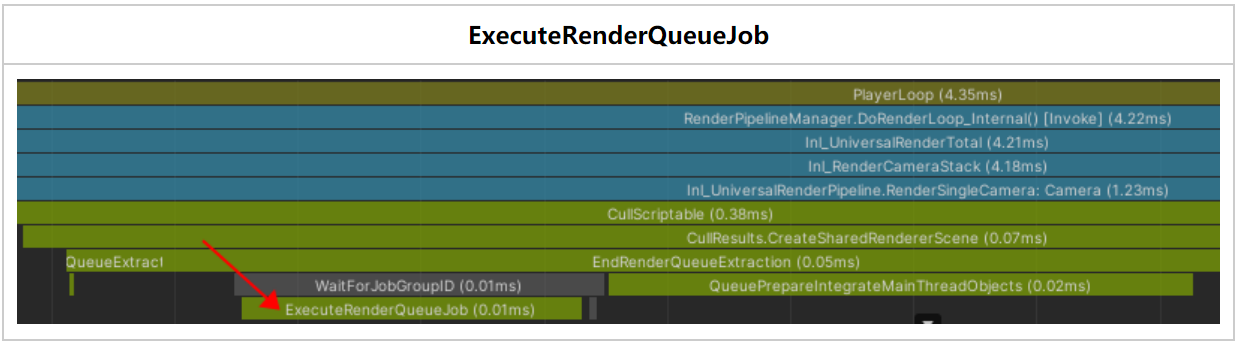 ExecuteRenderQueueJob
PlayerLoop (4.35ms)
RenderPipelineManager.DoRenderLoop_Internal() [Invoke] (4.22ms)
Inl_UniversalRenderTotal (4.21ms)
Inl_RenderCameraStack (4.18ms)
Inl_UniversalRenderPipeline.RenderSingleCamera: Camera (1.23ms)
CullScriptable (0.38ms)
CullResults.CreateSharedRendererScene (0.07ms)
QueueExtract EndRenderQueueExtraction (0.05ms)
WaitForJobGroupID (0.01ms) QueuePrepareIntegrateMainThreadObjects (0.02ms)
ExecuteRenderQueueJob (0.01ms)